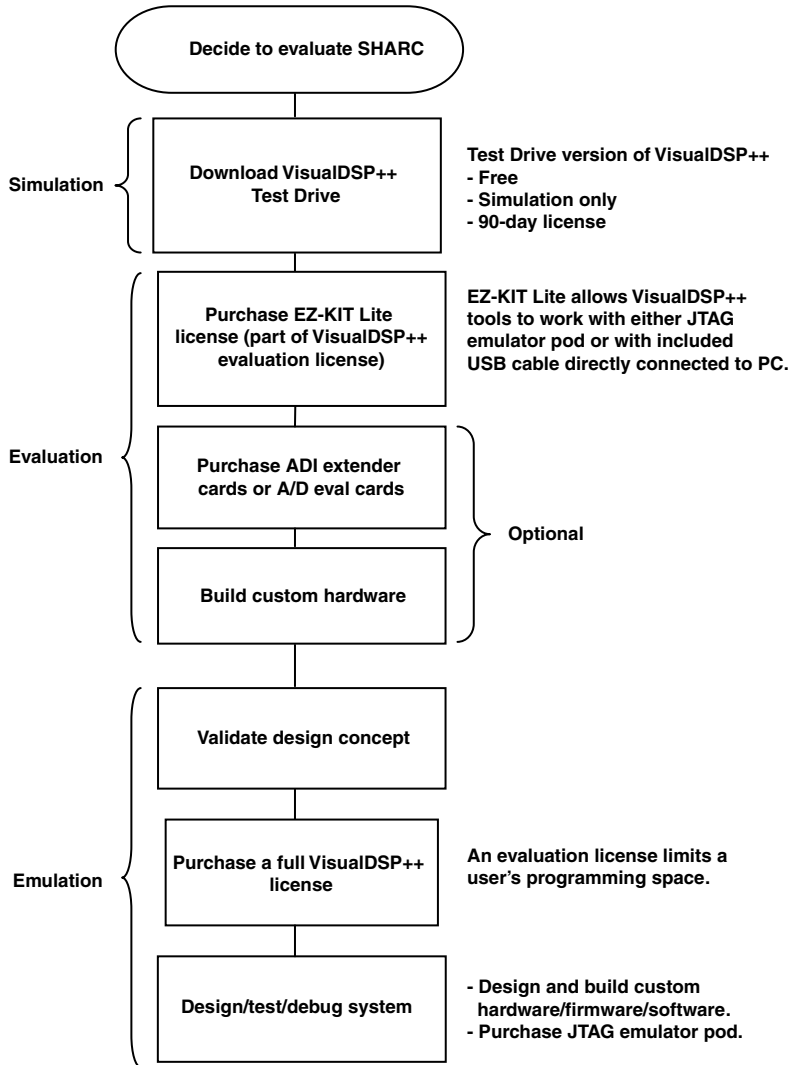 Decide to evaluate SHARC
Simulation
Download VisualDSP++
Test Drive
Test Drive version of VisualDSP++
- Free
- Simulation only
- 90-day license
Evaluation
Purchase EZ-KIT Lite
license (part of VisualDSP++
evaluation license)
EZ-KIT Lite allows VisualDSP++
tools to work with either JTAG
emulator pod or with included
USB cable directly connected to PC.
Purchase ADI extender
cards or A/D eval cards
Optional
Build custom hardware
Emulation
Validate design concept
Purchase a full VisualDSP++
license
An evaluation license limits a
user’s programming space.
Design/test/debug system
- Design and build custom
hardware/firmware/software.
- Purchase JTAG emulator pod.